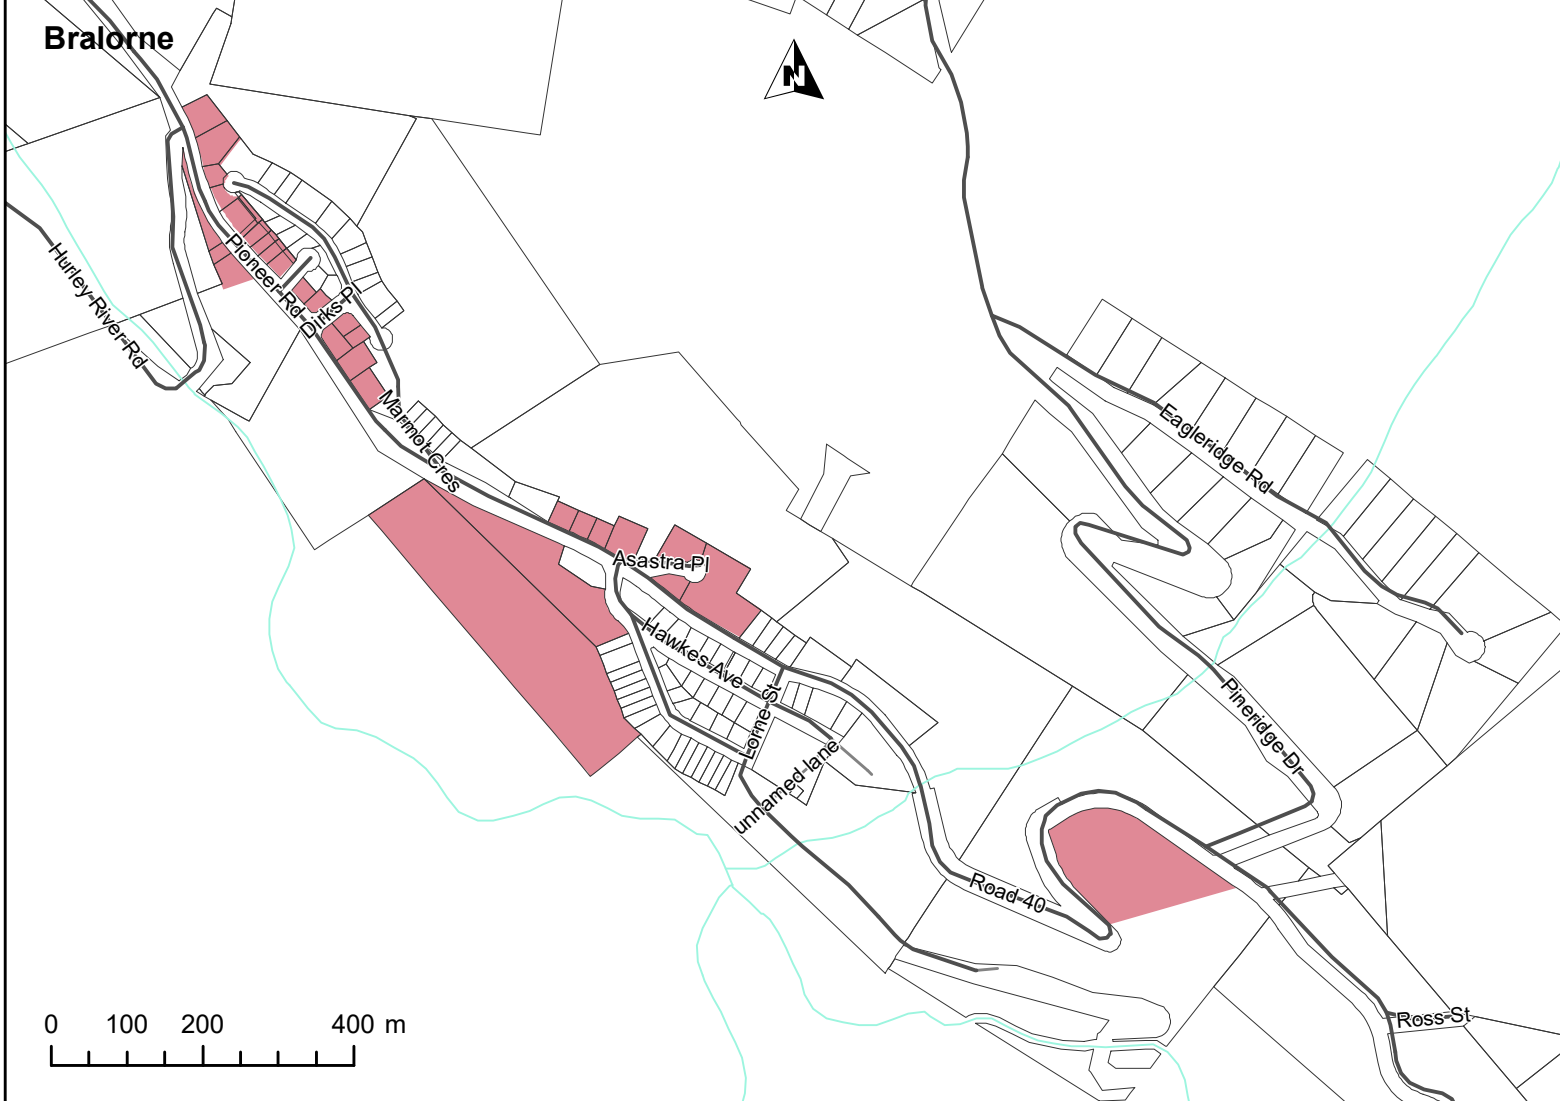 Bralorne
N
Hurley River Rd
Pioneer Rd
Dirks Pl
Marmot Cres
Eagleridge Rd
Asastra Pl
Hawkes Ave
Lorne St
unnamed lane
Pineridge Dr
Road 40
Ross St
0 100 200 400 m